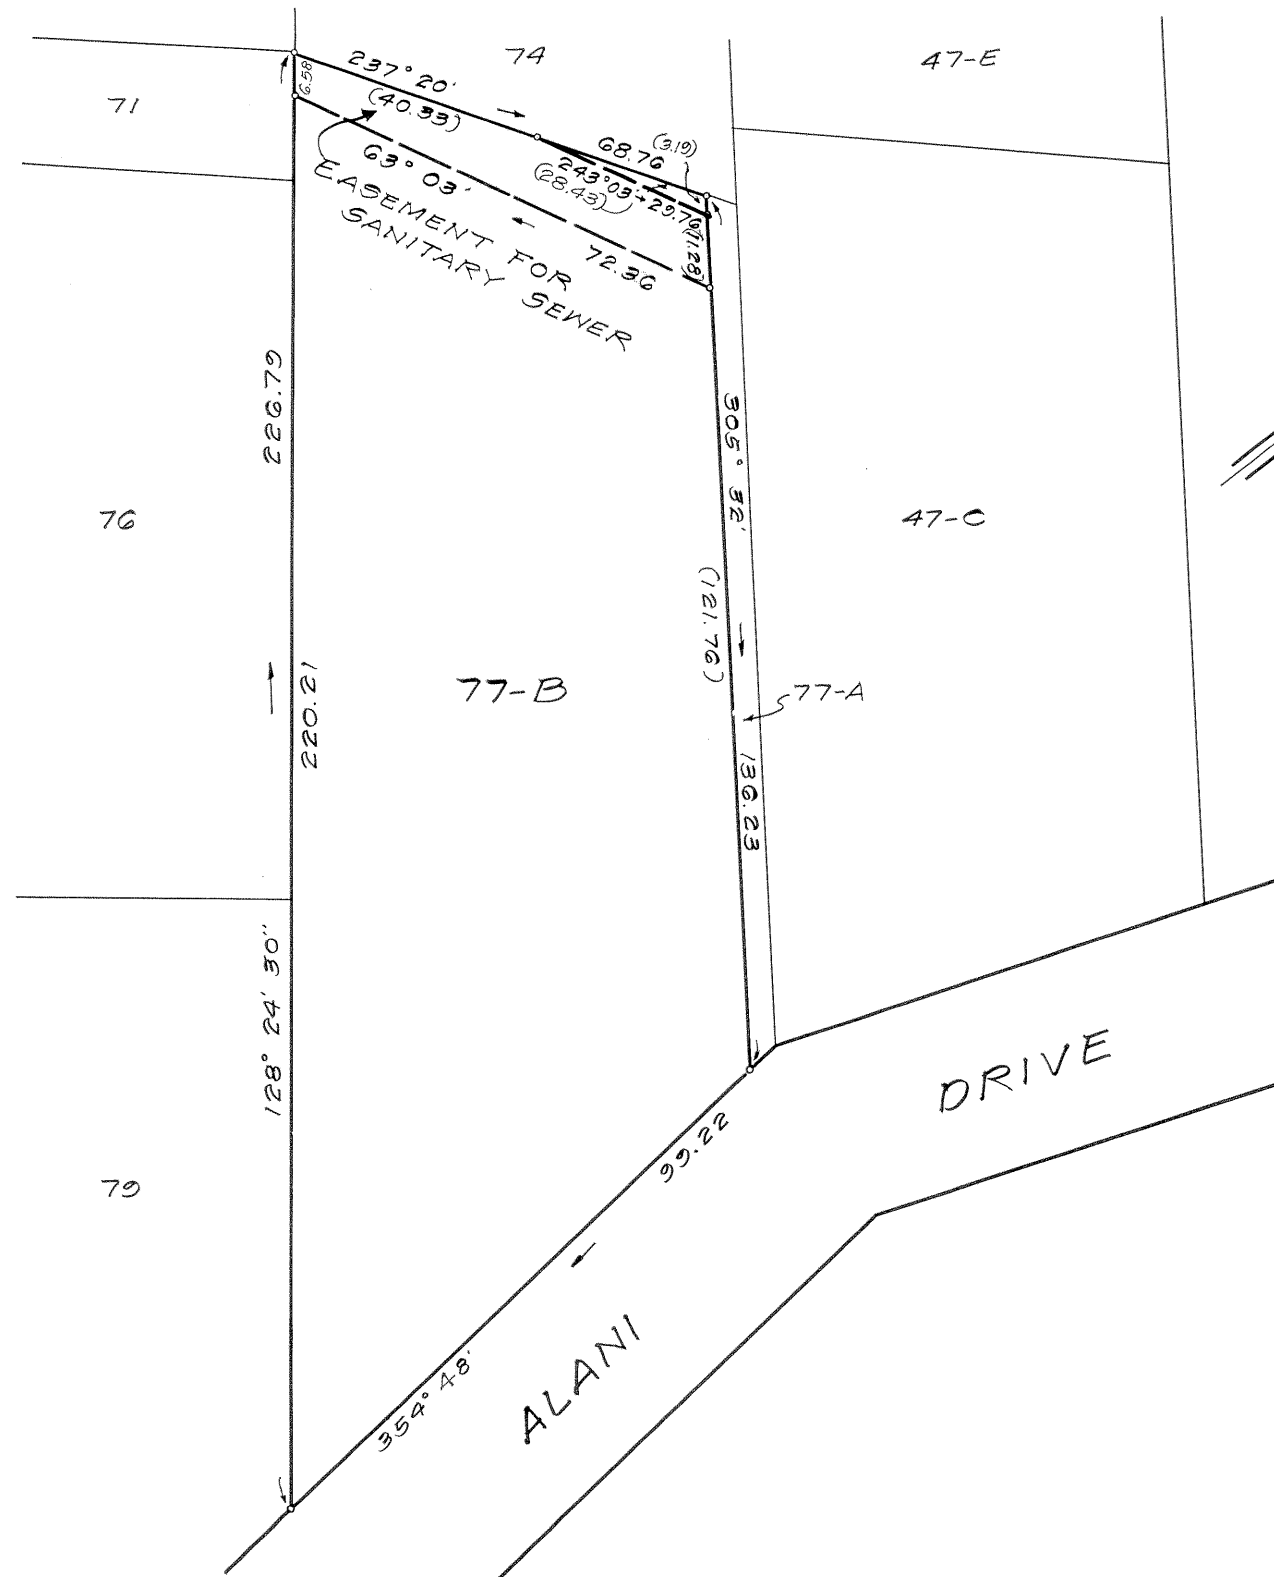 74
47-E
71
237° 20'
(40.33)
6.58
68.76
(3.19)
243° 03'
29.76
(28.43)
(11.28)
63° 03'
72.36
EASEMENT FOR
SANITARY SEWER
226.79
305° 32'
76
47-C
(121.76)
77-B
77-A
220.21
136.23
128° 24' 30"
DRIVE
99.22
79
354° 48'
ALANI